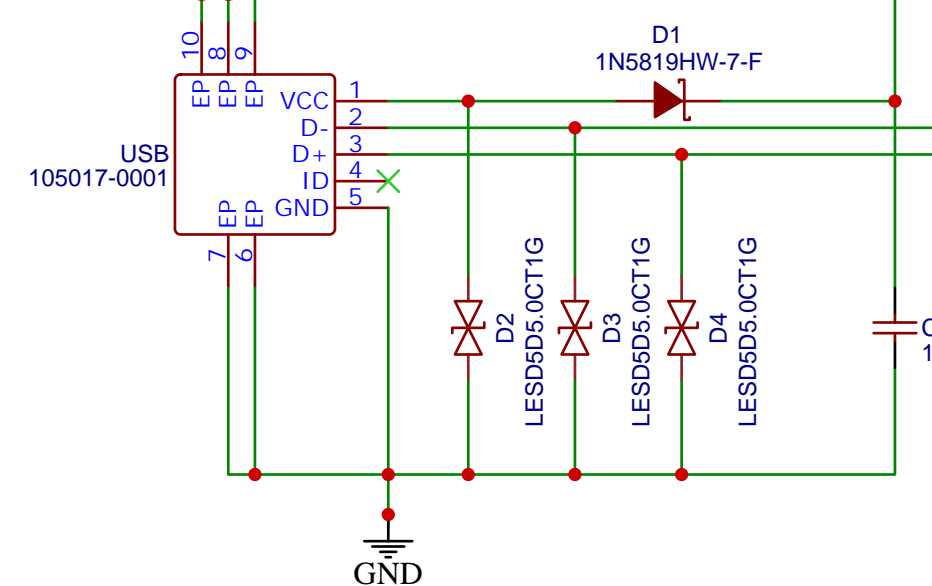 D1
1N5819HW-7-F
10
8
9
EP
EP
EP
VCC
1
D-
2
D+
3
ID
4
GND
5
USB
105017-0001
EP
EP
7
6
D2
LESD5D5.0CT1G
D3
LESD5D5.0CT1G
D4
LESD5D5.0CT1G
C
1
GND